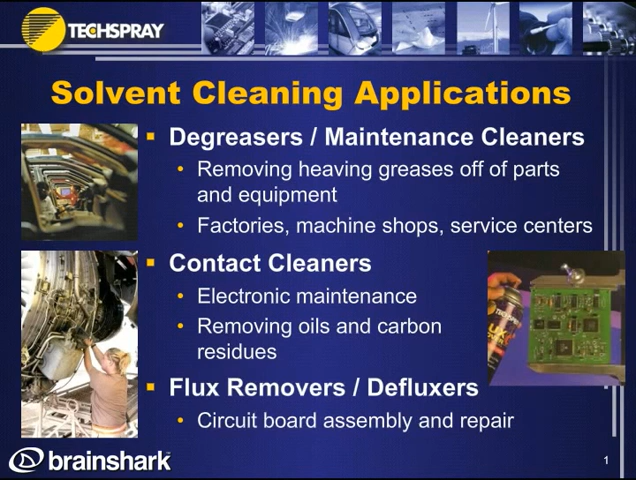 TECHSPRAY
Solvent Cleaning Applications
Degreasers / Maintenance Cleaners
Removing heaving greases off of parts
and equipment
Factories, machine shops, service centers
Contact Cleaners
Electronic maintenance
Removing oils and carbon
residues
Flux Removers / Defluxers
Circuit board assembly and repair
TECHSPRAY
brainshark
1